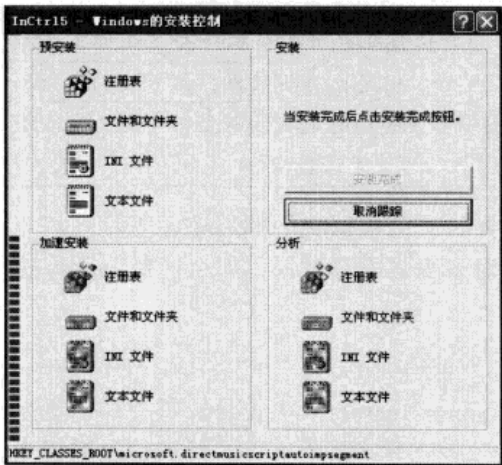 InCtrl5 - Windows的安装控制
预安装
注册表
文件和文件夹
INI 文件
文本文件
安装
当安装完成后点击安装完成按钮。
安装完成
取消跟踪
加速安装
注册表
文件和文件夹
INI 文件
文本文件
分析
注册表
文件和文件夹
INI 文件
文本文件
HKEY_CLASSES_ROOT\microsoft.directmusicscriptautoimpsegment